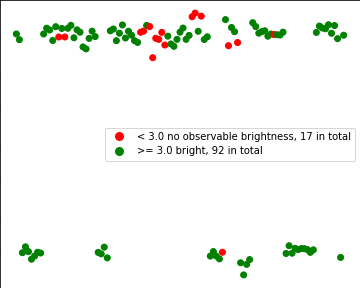 < 3.0 no observable brightness, 17 in total
>= 3.0 bright, 92 in total